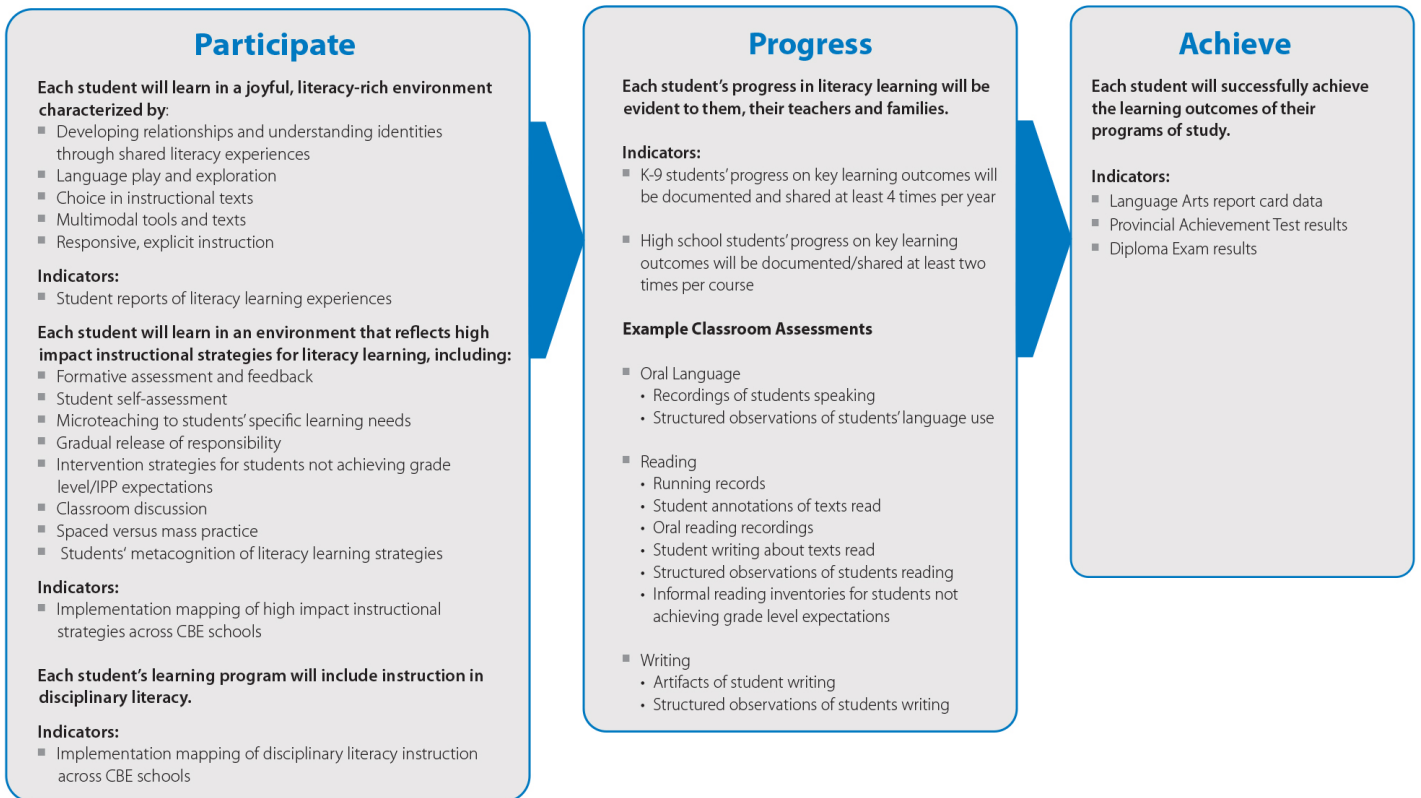 Participate
Each student will learn in a joyful, literacy-rich environment
characterized by:
■ Developing relationships and understanding identities
through shared literacy experiences
■ Language play and exploration
■ Choice in instructional texts
■ Multimodal tools and texts
■ Responsive, explicit instruction
Indicators:
■ Student reports of literacy learning experiences
Each student will learn in an environment that reflects high
impact instructional strategies for literacy learning, including:
■ Formative assessment and feedback
■ Student self-assessment
■ Microteaching to students' specific learning needs
■ Gradual release of responsibility
■ Intervention strategies for students not achieving grade
level/IPP expectations
■ Classroom discussion
■ Spaced versus mass practice
■ Students' metacognition of literacy learning strategies
Indicators:
■ Implementation mapping of high impact instructional
strategies across CBE schools
Each student's learning program will include instruction in
disciplinary literacy.
Indicators:
■ Implementation mapping of disciplinary literacy instruction
across CBE schools
Progress
Each student's progress in literacy learning will be
evident to them, their teachers and families.
Indicators:
■ K-9 students' progress on key learning outcomes will
be documented and shared at least 4 times per year
■ High school students' progress on key learning
outcomes will be documented/shared at least two
times per course
Example Classroom Assessments
■ Oral Language
• Recordings of students speaking
• Structured observations of students' language use
■ Reading
• Running records
• Student annotations of texts read
• Oral reading recordings
• Student writing about texts read
• Structured observations of students reading
• Informal reading inventories for students not
achieving grade level expectations
■ Writing
• Artifacts of student writing
• Structured observations of students writing
Achieve
Each student will successfully achieve
the learning outcomes of their
programs of study.
Indicators:
■ Language Arts report card data
■ Provincial Achievement Test results
■ Diploma Exam results